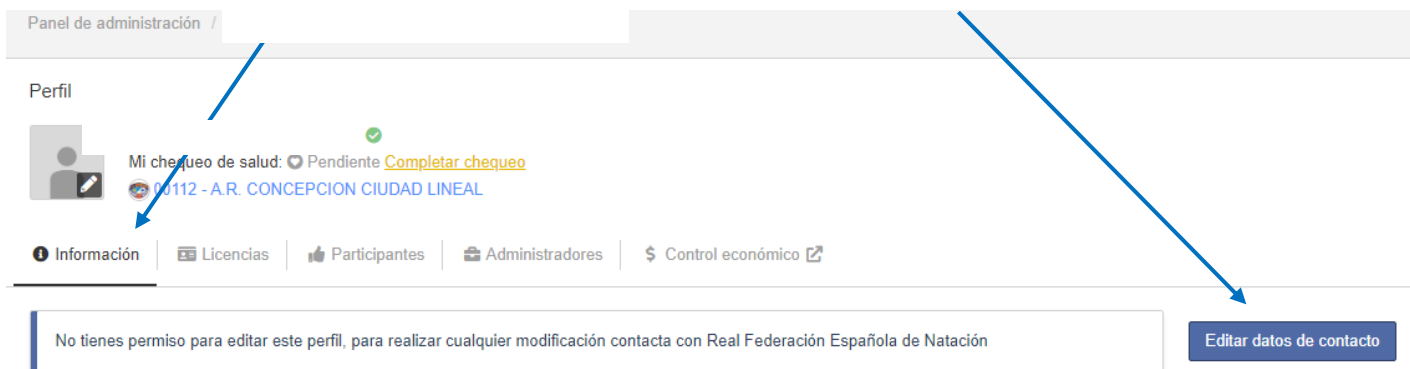 Panel de administración /
Perfil
Mi chequeo de salud: Pendiente Completar chequeo
00112 - A.R. CONCEPCION CIUDAD LINEAL
Información Licencias Participantes Administradores $ Control económico
No tienes permiso para editar este perfil, para realizar cualquier modificación contacta con Real Federación Española de Natación
Editar datos de contacto